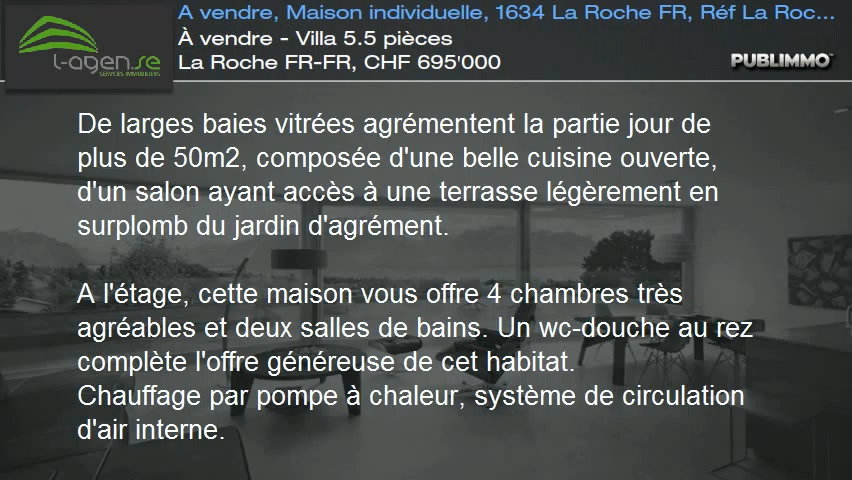 A vendre, Maison individuelle, 1634 La Roche FR, Réf La Roc...
À vendre - Villa 5.5 pièces
La Roche FR-FR, CHF 695'000
l-agen.se
SERVICES IMMOBILIERS
PUBLIMMO
De larges baies vitrées agrémentent la partie jour de
plus de 50m2, composée d'une belle cuisine ouverte,
d'un salon ayant accès à une terrasse légèrement en
surplomb du jardin d'agrément.
A l'étage, cette maison vous offre 4 chambres très
agréables et deux salles de bains. Un wc-douche au rez
complète l'offre généreuse de cet habitat.
Chauffage par pompe à chaleur, système de circulation
d'air interne.